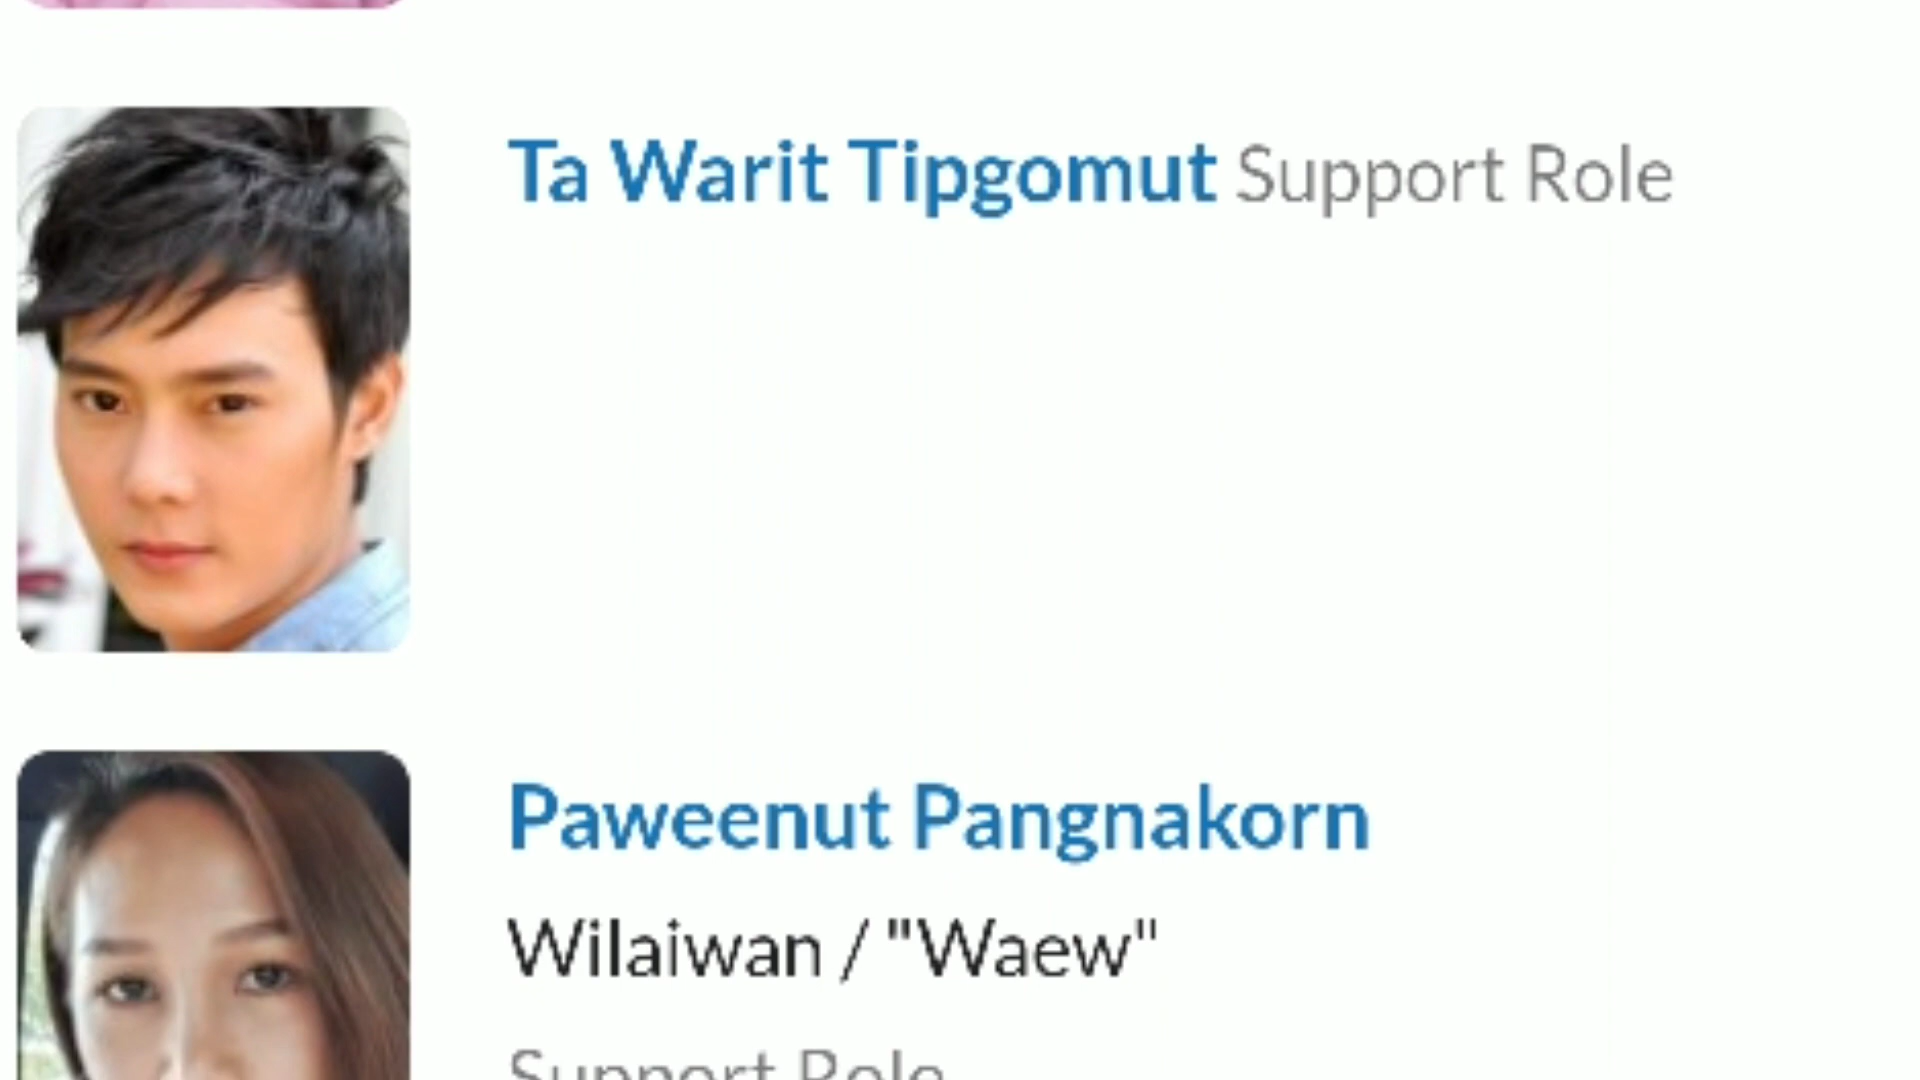 Ta Warit Tipgomut Support Role
Paweenut Pangnakorn
Wilaiwan / "Waew"
Support Role